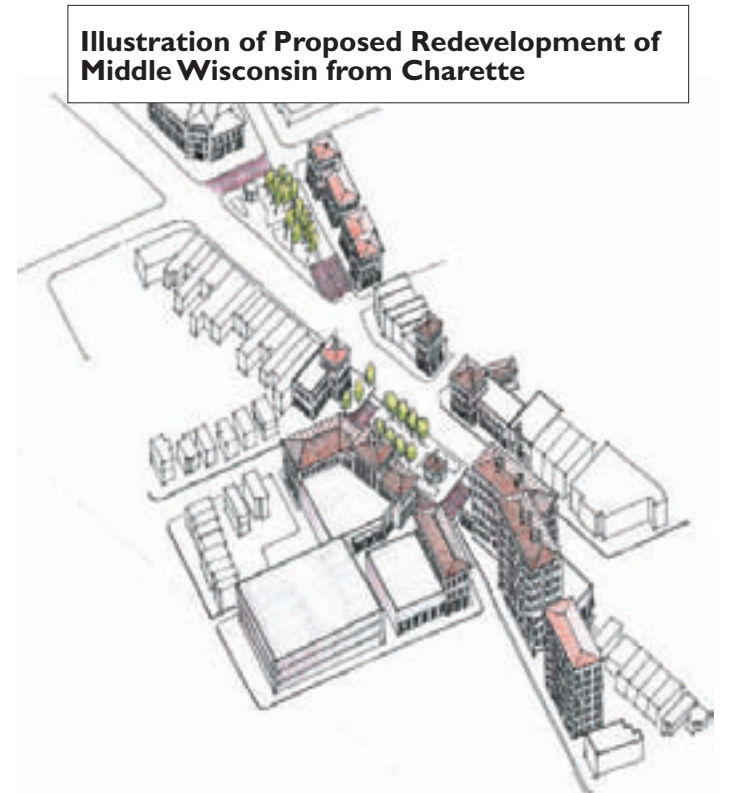 Illustration of Proposed Redevelopment of
Middle Wisconsin from Charette